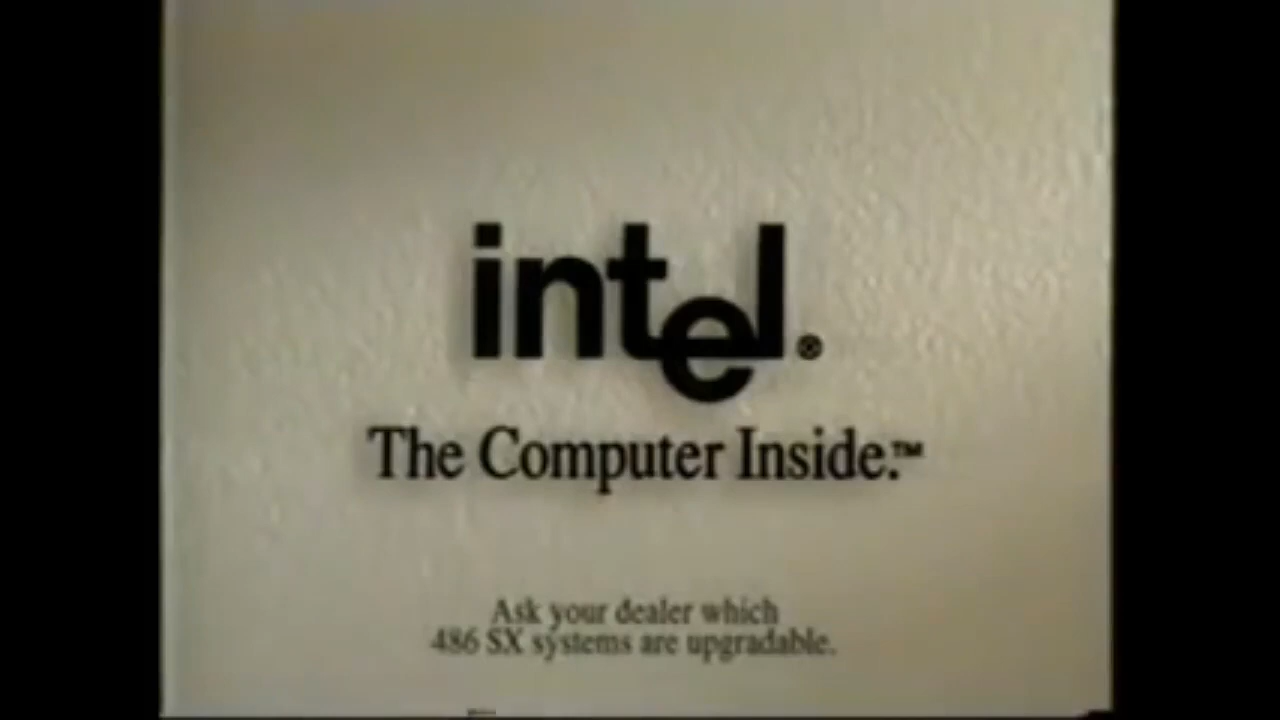 intel®
The Computer Inside.™
Ask your dealer which
486 SX systems are upgradable.